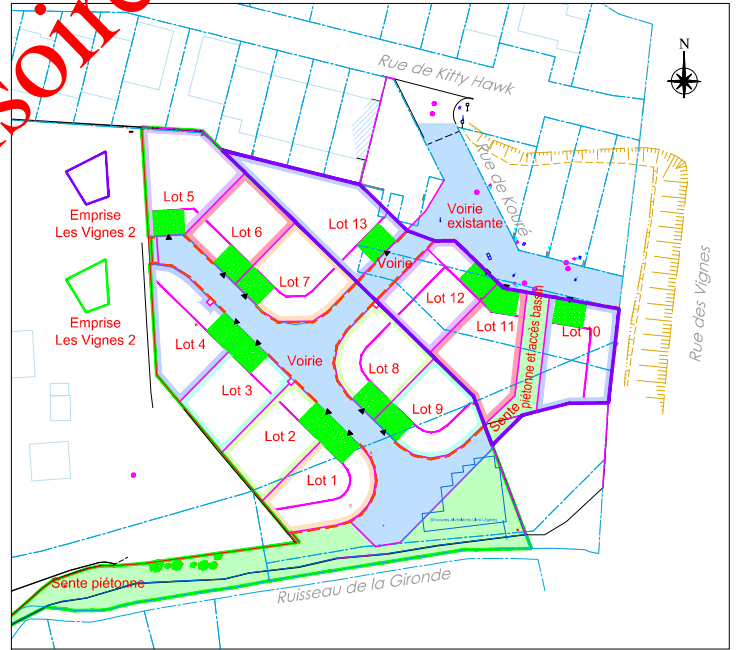 soire
N
Rue de Kitty Hawk
Rue de Kouré
Voirie
existante
Rue des Vignes
Emprise
Les Vignes 2
Emprise
Les Vignes 2
Lot 5
Lot 6
Lot 7
Lot 13
Voirie
Lot 12
Lot 11
Lot 10
Sente
piétonne et accès bassin
Lot 4
Lot 3
Lot 2
Lot 1
Voirie
Lot 8
Lot 9
Sente piétonne
Ruisseau de la Gironde